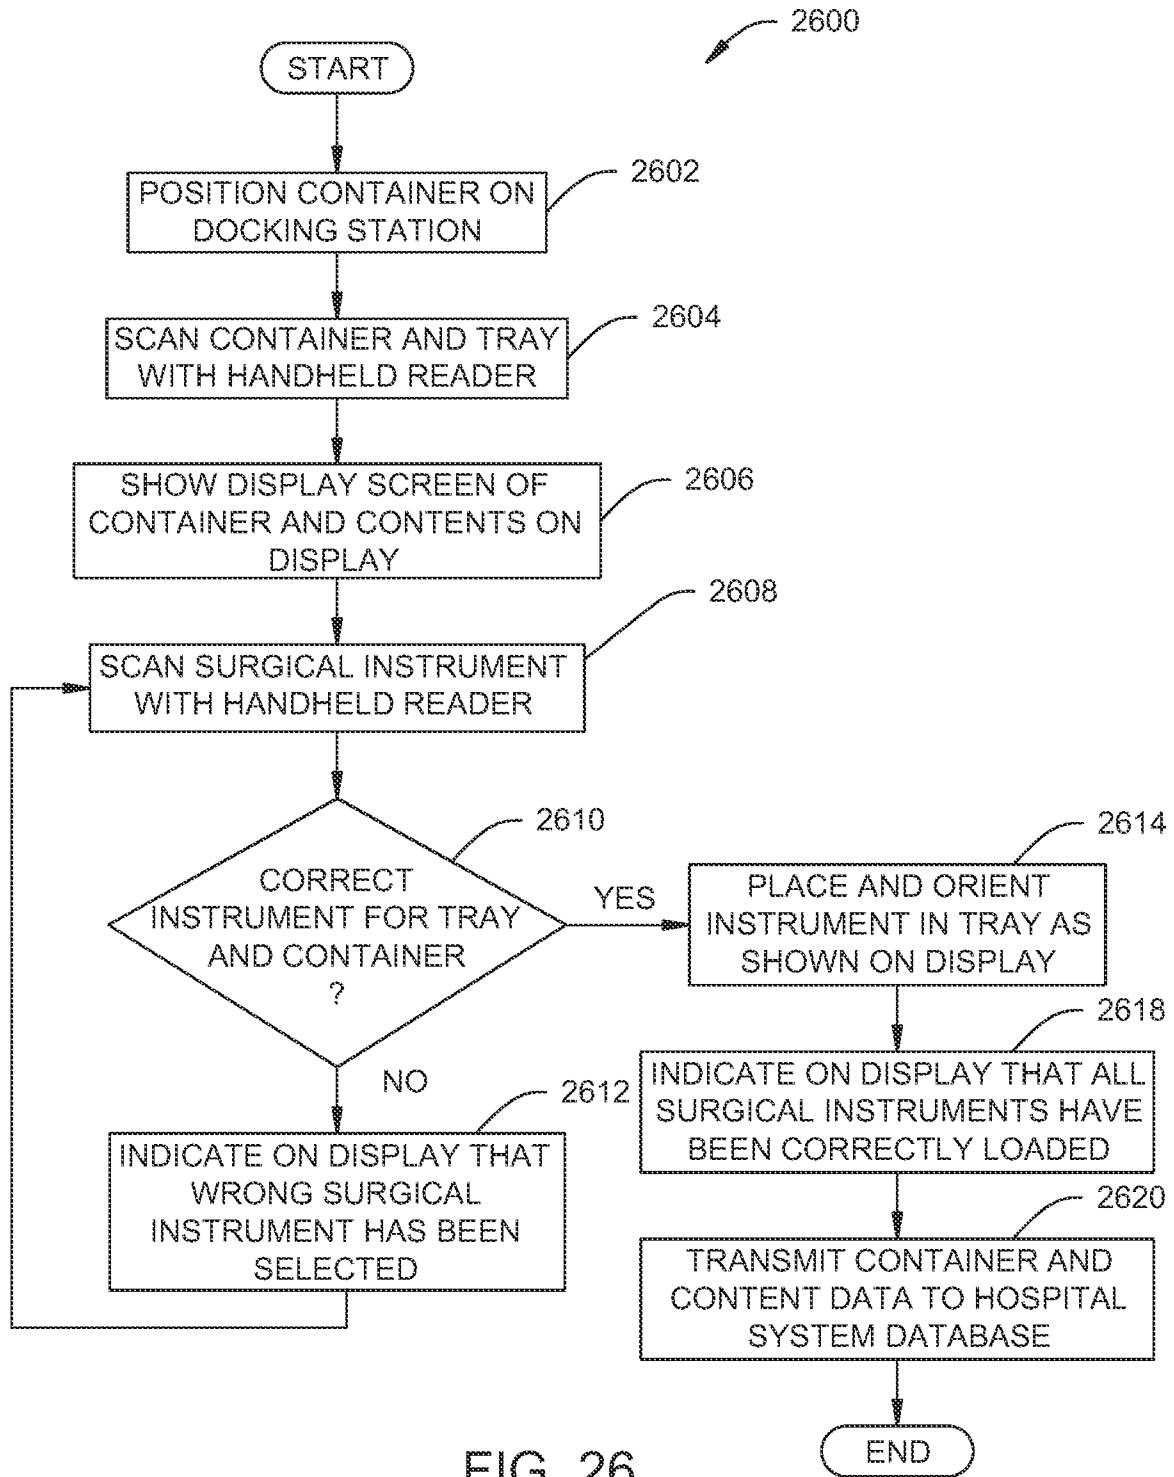 2600
START
2602
POSITION CONTAINER ON
DOCKING STATION
2604
SCAN CONTAINER AND TRAY
WITH HANDHELD READER
2606
SHOW DISPLAY SCREEN OF
CONTAINER AND CONTENTS ON
DISPLAY
2608
SCAN SURGICAL INSTRUMENT
WITH HANDHELD READER
2610
CORRECT
INSTRUMENT FOR TRAY
AND CONTAINER
?
YES
NO
2612
INDICATE ON DISPLAY THAT
WRONG SURGICAL
INSTRUMENT HAS BEEN
SELECTED
2614
PLACE AND ORIENT
INSTRUMENT IN TRAY AS
SHOWN ON DISPLAY
2618
INDICATE ON DISPLAY THAT ALL
SURGICAL INSTRUMENTS HAVE
BEEN CORRECTLY LOADED
2620
TRANSMIT CONTAINER AND
CONTENT DATA TO HOSPITAL
SYSTEM DATABASE
END
FIG. 26